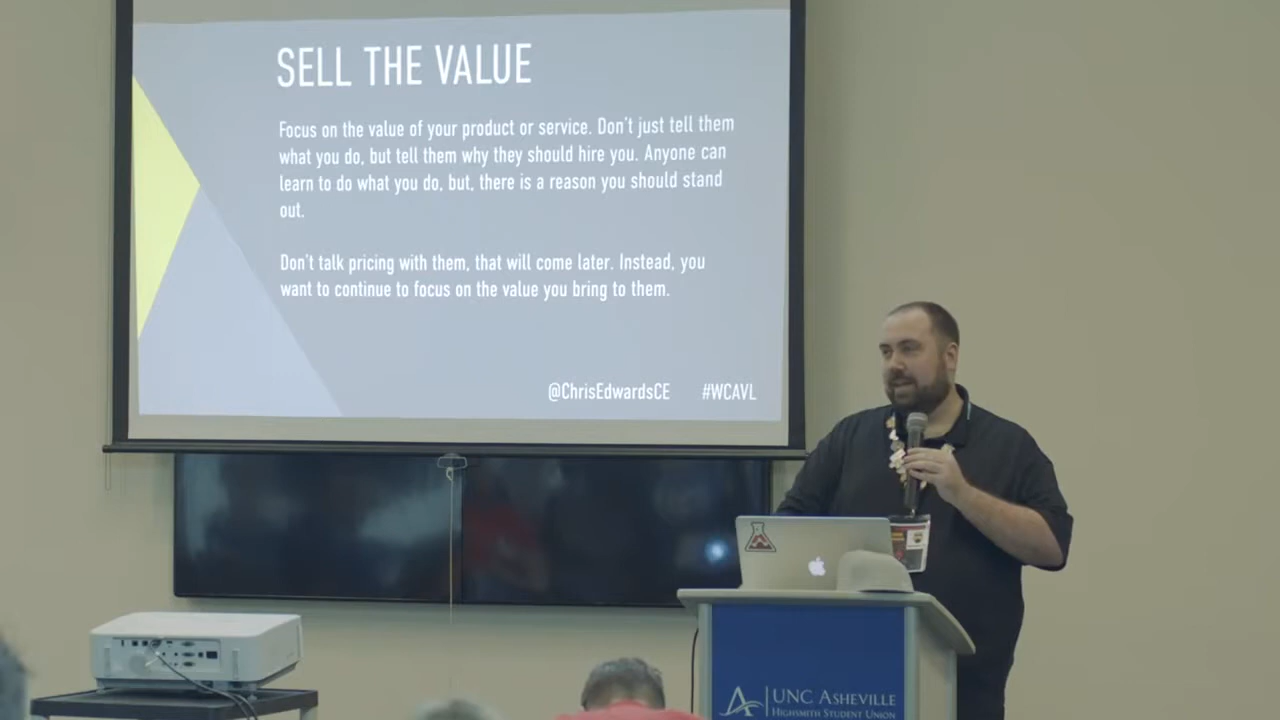 SELL THE VALUE
Focus on the value of your product or service. Don't just tell them
what you do, but tell them why they should hire you. Anyone can
learn to do what you do, but, there is a reason you should stand
out.
Don't talk pricing with them, that will come later. Instead, you
want to continue to focus on the value you bring to them.
@ChrisEdwardsCE #WCAVL
UNC ASHEVILLE
HIGHSMITH STUDENT UNION